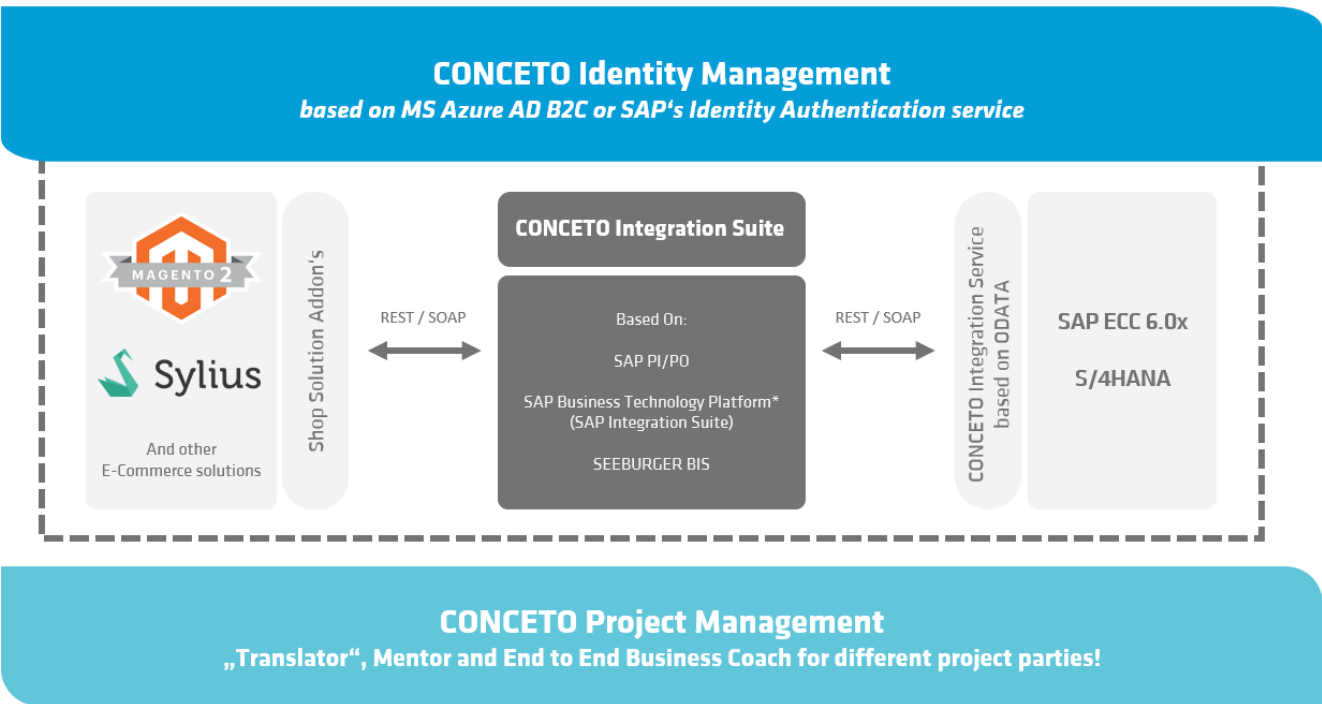 CONCETO Identity Management
based on MS Azure AD B2C or SAP‘s Identity Authentication service
MAGENTO 2
Sylius
And other
E-Commerce solutions
Shop Solution Addon‘s
REST / SOAP
CONCETO Integration Suite
Based On:
SAP PI/PO
SAP Business Technology Platform*
(SAP Integration Suite)
SEEBURGER BIS
REST / SOAP
CONCETO Integration Service
based on ODATA
SAP ECC 6.0x
S/4HANA
CONCETO Project Management
„Translator“, Mentor and End to End Business Coach for different project parties!